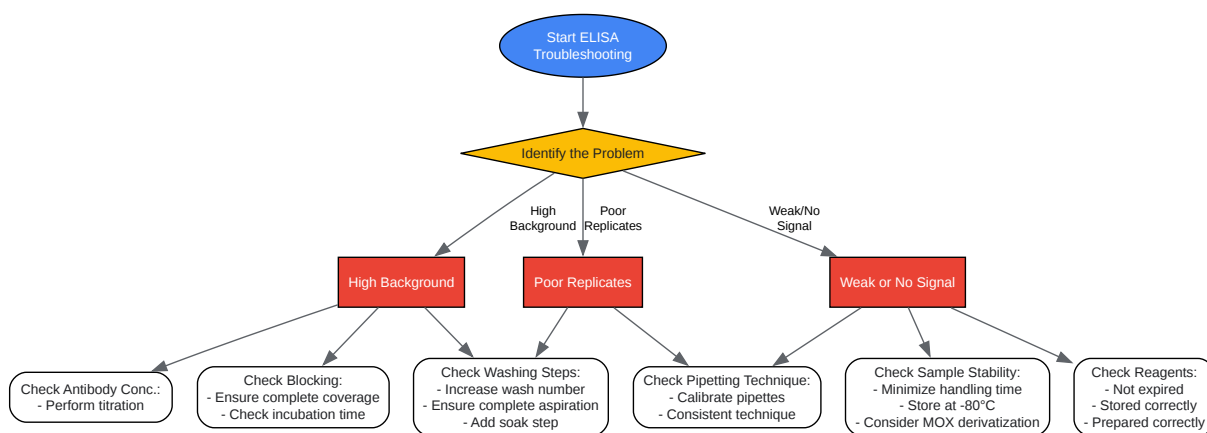 Start ELISA
Troubleshooting
Identify the Problem
High
Background
Poor
Replicates
Weak/No
Signal
High Background
Poor Replicates
Weak or No Signal
Check Antibody Conc.:
- Perform titration
Check Blocking:
- Ensure complete coverage
- Check incubation time
Check Washing Steps:
- Increase wash number
- Ensure complete aspiration
- Add soak step
Check Pipetting Technique:
- Calibrate pipettes
- Consistent technique
Check Sample Stability:
- Minimize handling time
- Store at -80°C
- Consider MOX derivatization
Check Reagents:
- Not expired
- Stored correctly
- Prepared correctly